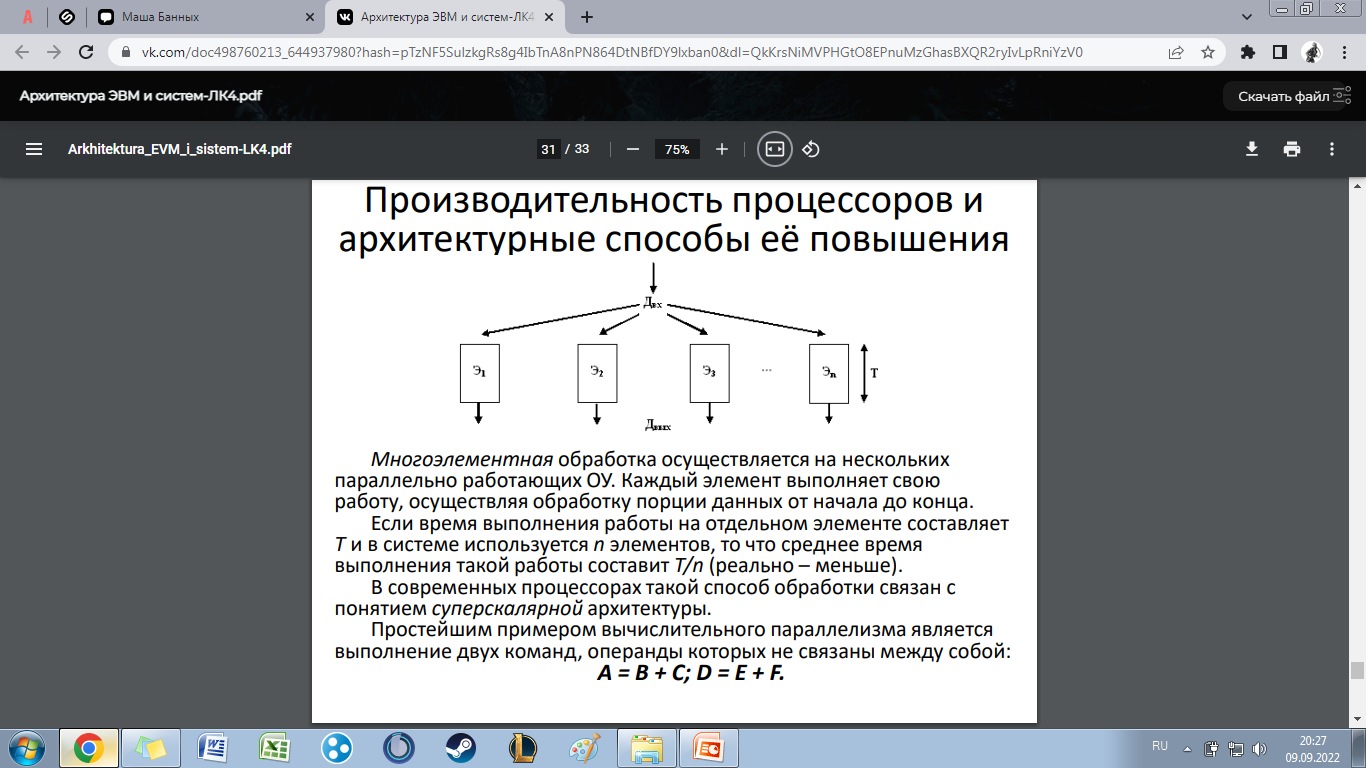 Маша Банных
Архитектура ЭВМ и систем-ЛК4
vk.com/doc498760213_644937980?hash=pTzNF5SulzkgRs8g4IbTnA8nPN864DtNBfDY9lxban0&dl=QkKrsNiMVPHGtO8EPnuMzGhasBXQR2ryIvLpRniYzV0
Архитектура ЭВМ и систем-ЛК4.pdf
Скачать файл
Arkhitektura_EVM_i_sistem-LK4.pdf
31 / 33
75%
Производительность процессоров и
архитектурные способы её повышения
Двх
Э1 Э2 Э3 ... Эn T
Двых
Многоэлементная обработка осуществляется на нескольких
параллельно работающих ОУ. Каждый элемент выполняет свою
работу, осуществляя обработку порции данных от начала до конца.
Если время выполнения работы на отдельном элементе составляет
T и в системе используется n элементов, то что среднее время
выполнения такой работы составит T/n (реально – меньше).
В современных процессорах такой способ обработки связан с
понятием суперскалярной архитектуры.
Простейшим примером вычислительного параллелизма является
выполнение двух команд, операнды которых не связаны между собой:
A = B + C; D = E + F.
RU
20:27
09.09.2022